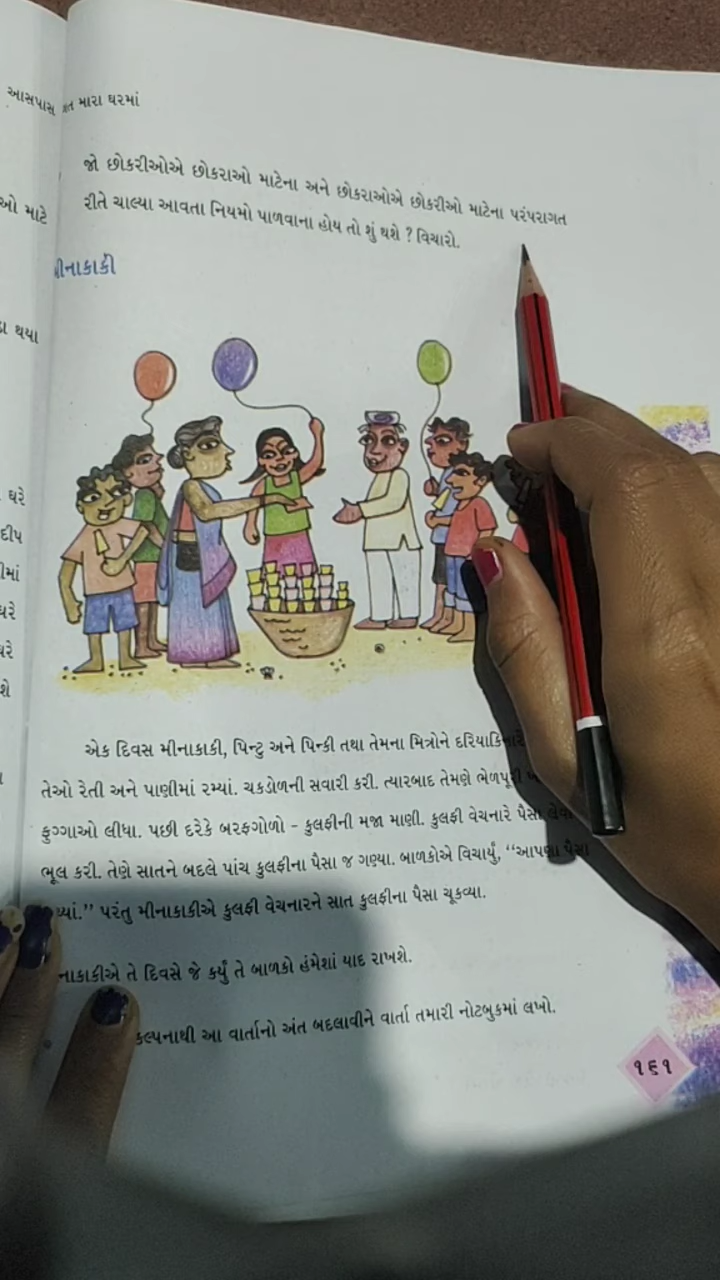 આસપાસ
મારા ઘરમાં
જો છોકરીઓએ છોકરાઓ માટેના અને છોકરાઓએ છોકરીઓ માટેના પરંપરાગત
રીતે ચાલ્યા આવતા નિયમો પાળવાના હોય તો શું થશે ? વિચારો.
મીનાકાકી
એક દિવસ મીનાકાકી, પિન્ટુ અને પિન્કી તથા તેમના મિત્રોને
તેઓ રેતી અને પાણીમાં રમ્યાં. ચકડોળની સવારી કરી. ત્યારબાદ તેમણે ભેળપૂરી
ફુગ્ગાઓ લીધા. પછી દરેકે બરફગોળો - કુલફીની મજા માણી. કુલફી વેચનારે પૈસા લેવા
ભૂલ કરી. તેણે સાતને બદલે પાંચ કુલફીના પૈસા જ ગણ્યા. બાળકોએ વિચાર્યું, “આપણા પૈસા
પરંતુ મીનાકાકીએ કુલફી વેચનારને સાત કુલફીના પૈસા ચૂકવ્યા.
નાકાકીએ તે દિવસે જે કર્યું તે બાળકો હંમેશાં યાદ રાખશે.
કલ્પનાથી આ વાર્તાનો અંત બદલાવીને વાર્તા તમારી નોટબુકમાં લખો.
૧૬૧
ઓ માટે
થયા
ઘરે
દીપ